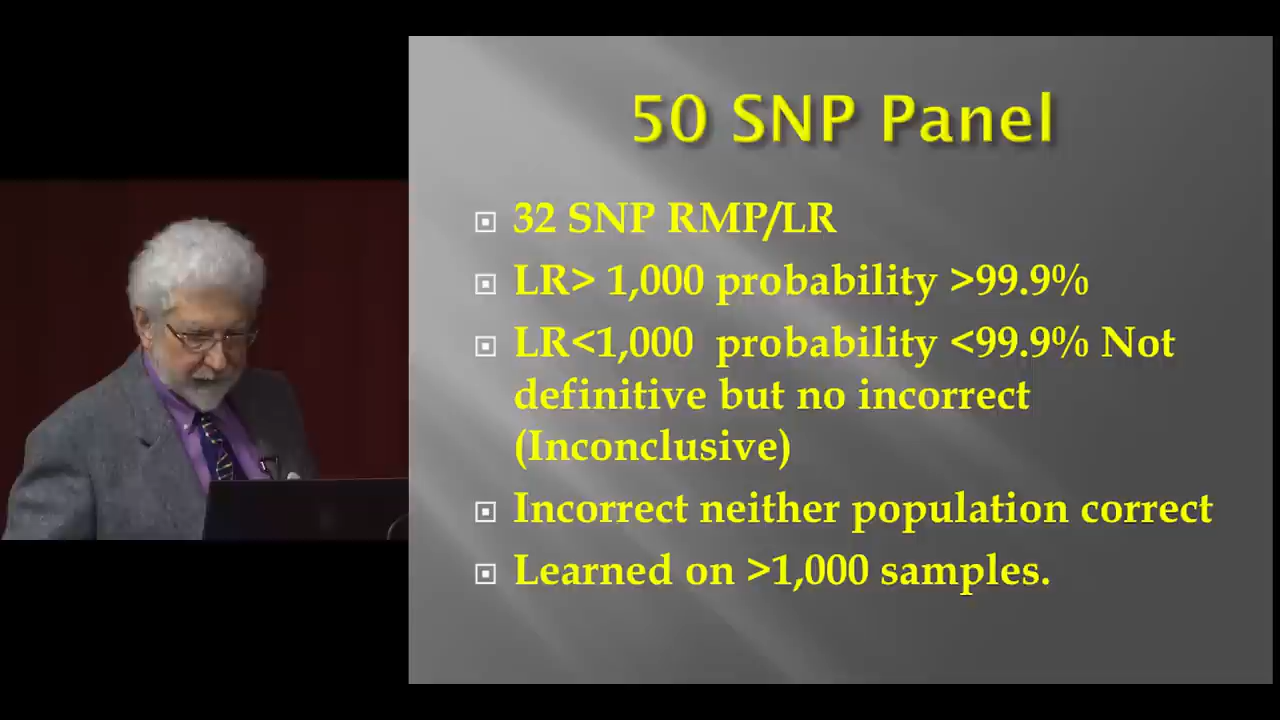 50 SNP Panel
32 SNP RMP/LR
LR> 1,000 probability >99.9%
LR<1,000 probability <99.9% Not
definitive but no incorrect
(Inconclusive)
Incorrect neither population correct
Learned on >1,000 samples.